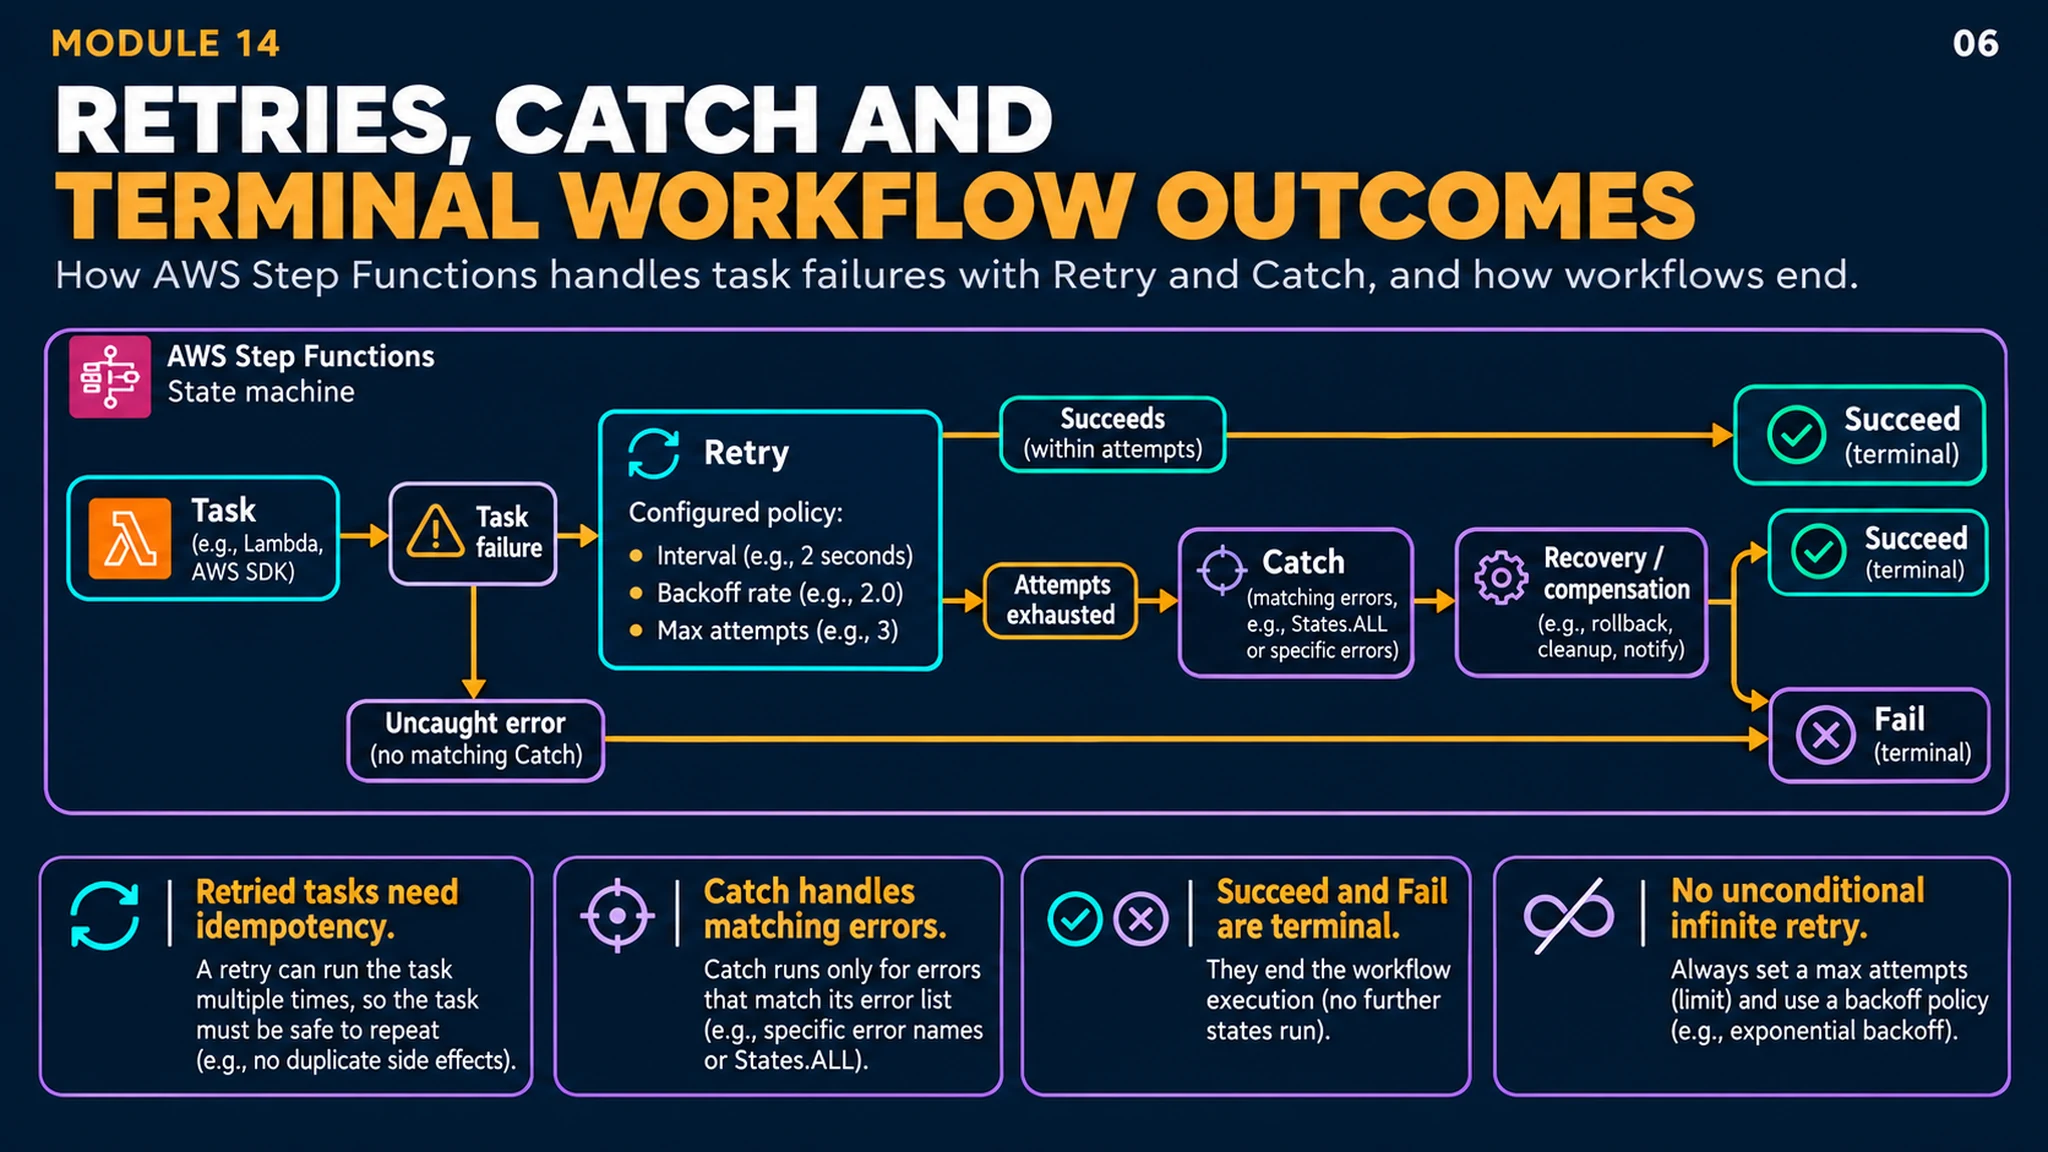 MODULE 14
06
RETRIES, CATCH AND
TERMINAL WORKFLOW OUTCOMES
How AWS Step Functions handles task failures with Retry and Catch, and how workflows end.
AWS Step Functions
State machine
Task
(e.g., Lambda,
AWS SDK)
Task
failure
Retry
Configured policy:
• Interval (e.g., 2 seconds)
• Backoff rate (e.g., 2.0)
• Max attempts (e.g., 3)
Succeeds
(within attempts)
Succeed
(terminal)
Attempts
exhausted
Catch
(matching errors,
e.g., States.ALL
or specific errors)
Recovery /
compensation
(e.g., rollback,
cleanup, notify)
Succeed
(terminal)
Uncaught error
(no matching Catch)
Fail
(terminal)
Retried tasks need
idempotency.
A retry can run the task
multiple times, so the task
must be safe to repeat
(e.g., no duplicate side effects).
Catch handles
matching errors.
Catch runs only for errors
that match its error list
(e.g., specific error names
or States.ALL).
Succeed and Fail
are terminal.
They end the workflow
execution (no further
states run).
No unconditional
infinite retry.
Always set a max attempts
(limit) and use a backoff policy
(e.g., exponential backoff).